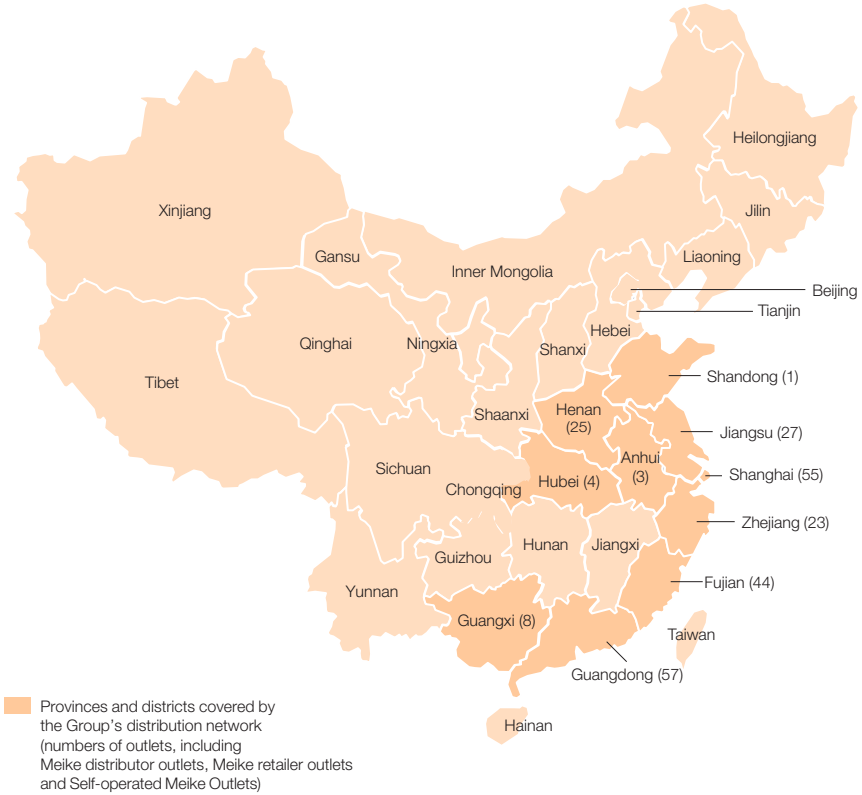 Heilongjiang
Jilin
Xinjiang
Liaoning
Gansu
Inner Mongolia
Beijing
Tianjin
Hebei
Qinghai
Ningxia
Shanxi
Tibet
Shandong (1)
Shaanxi
Henan
(25)
Jiangsu (27)
Anhui
(3)
Sichuan
Shanghai (55)
Hubei (4)
Chongqing
Zhejiang (23)
Hunan
Jiangxi
Guizhou
Fujian (44)
Yunnan
Guangxi (8)
Taiwan
Guangdong (57)
Hainan
Provinces and districts covered by
the Group's distribution network
(numbers of outlets, including
Meike distributor outlets, Meike retailer outlets
and Self-operated Meike Outlets)